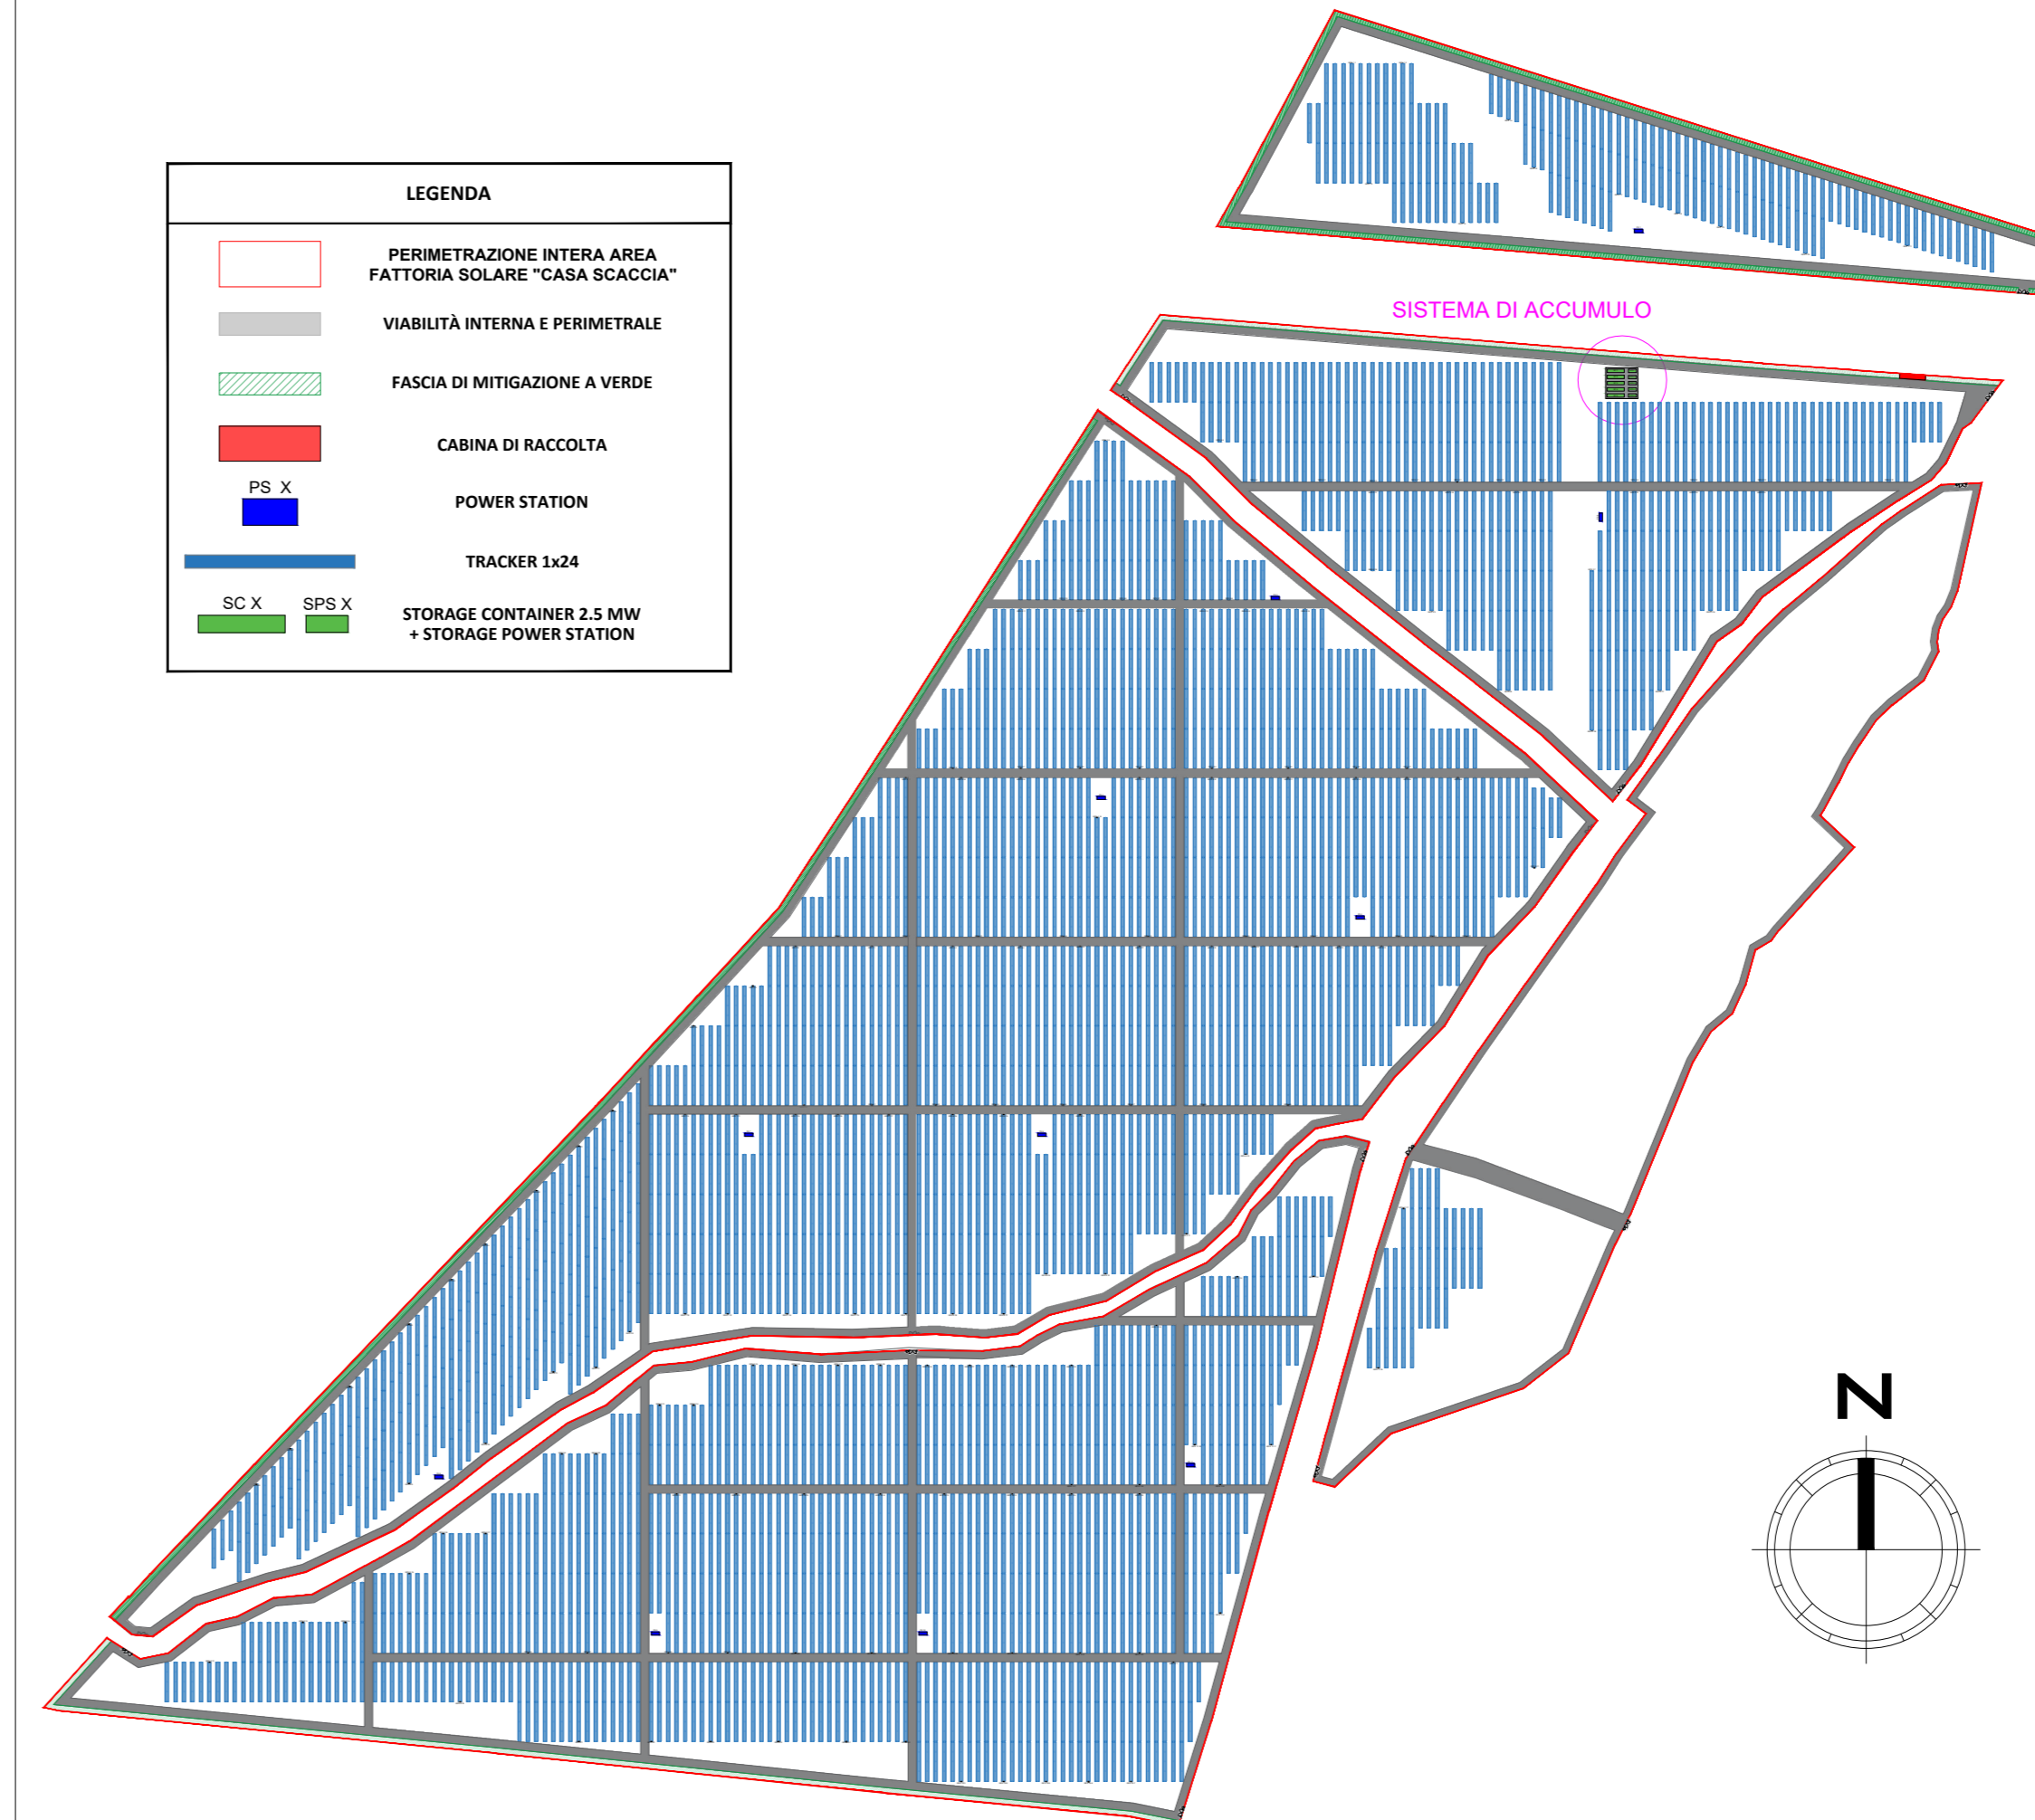 LEGENDA
PERIMETRAZIONE INTERA AREA
FATTORIA SOLARE "CASA SCACCIA"
VIABILITÀ INTERNA E PERIMETRALE
FASCIA DI MITIGAZIONE A VERDE
CABINA DI RACCOLTA
PS X
POWER STATION
TRACKER 1x24
SC X SPS X
STORAGE CONTAINER 2.5 MW
+ STORAGE POWER STATION
SISTEMA DI ACCUMULO
N